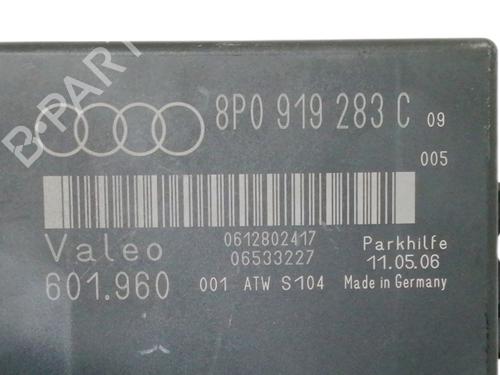 B-PARTS
8P0 919 283 C 09
005
Valeo
0612802417
06533227
Parkhilfe
11.05.06
601.960
001 ATW S104
Made in Germany